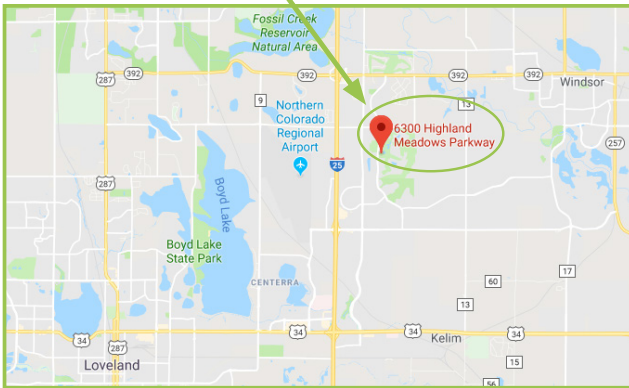 Fossil Creek
Reservoir
Natural Area
392
392
392
392
287
Windsor
9
13
Northern
Colorado
Regional
Airport
6300 Highland
Meadows Parkway
257
25
287
Boyd Lake
Boyd Lake
State Park
17
CENTERRA
60
13
34
34
34
34
Kelim
287
15
Loveland
56